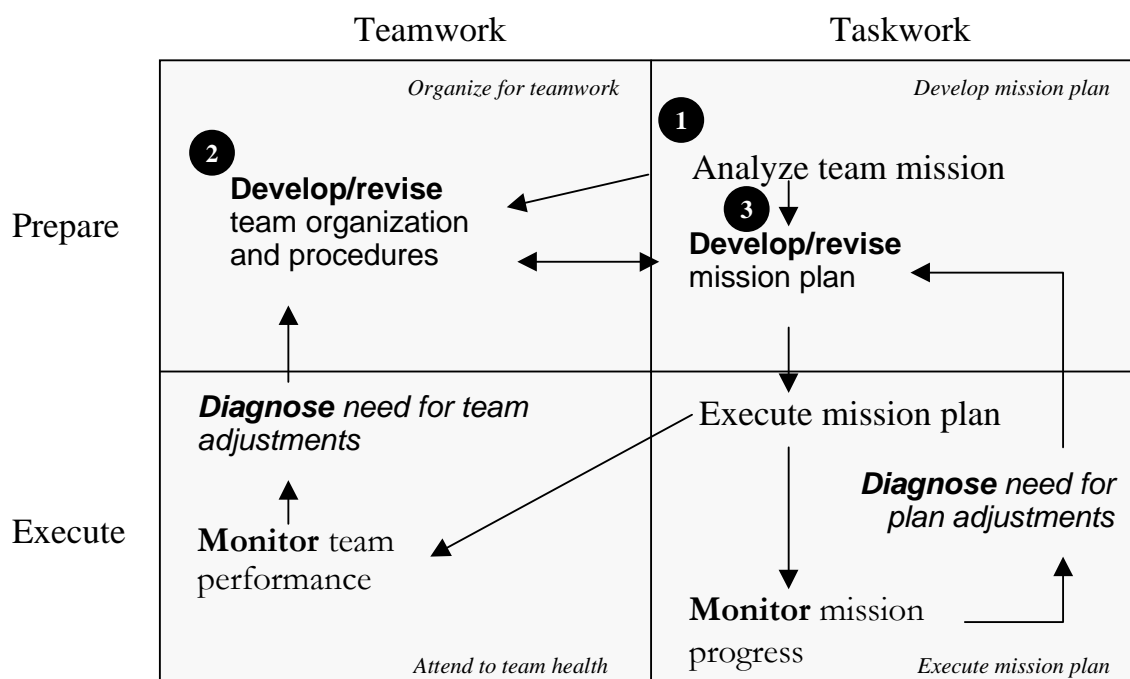 Teamwork
Taskwork
Prepare
Organize for teamwork
2
Develop/revise
team organization
and procedures
Develop mission plan
1
Analyze team mission
3
Develop/revise
mission plan
Execute
Diagnose need for team
adjustments
Monitor team
performance
Attend to team health
Execute mission plan
Diagnose need for
plan adjustments
Monitor mission
progress
Execute mission plan